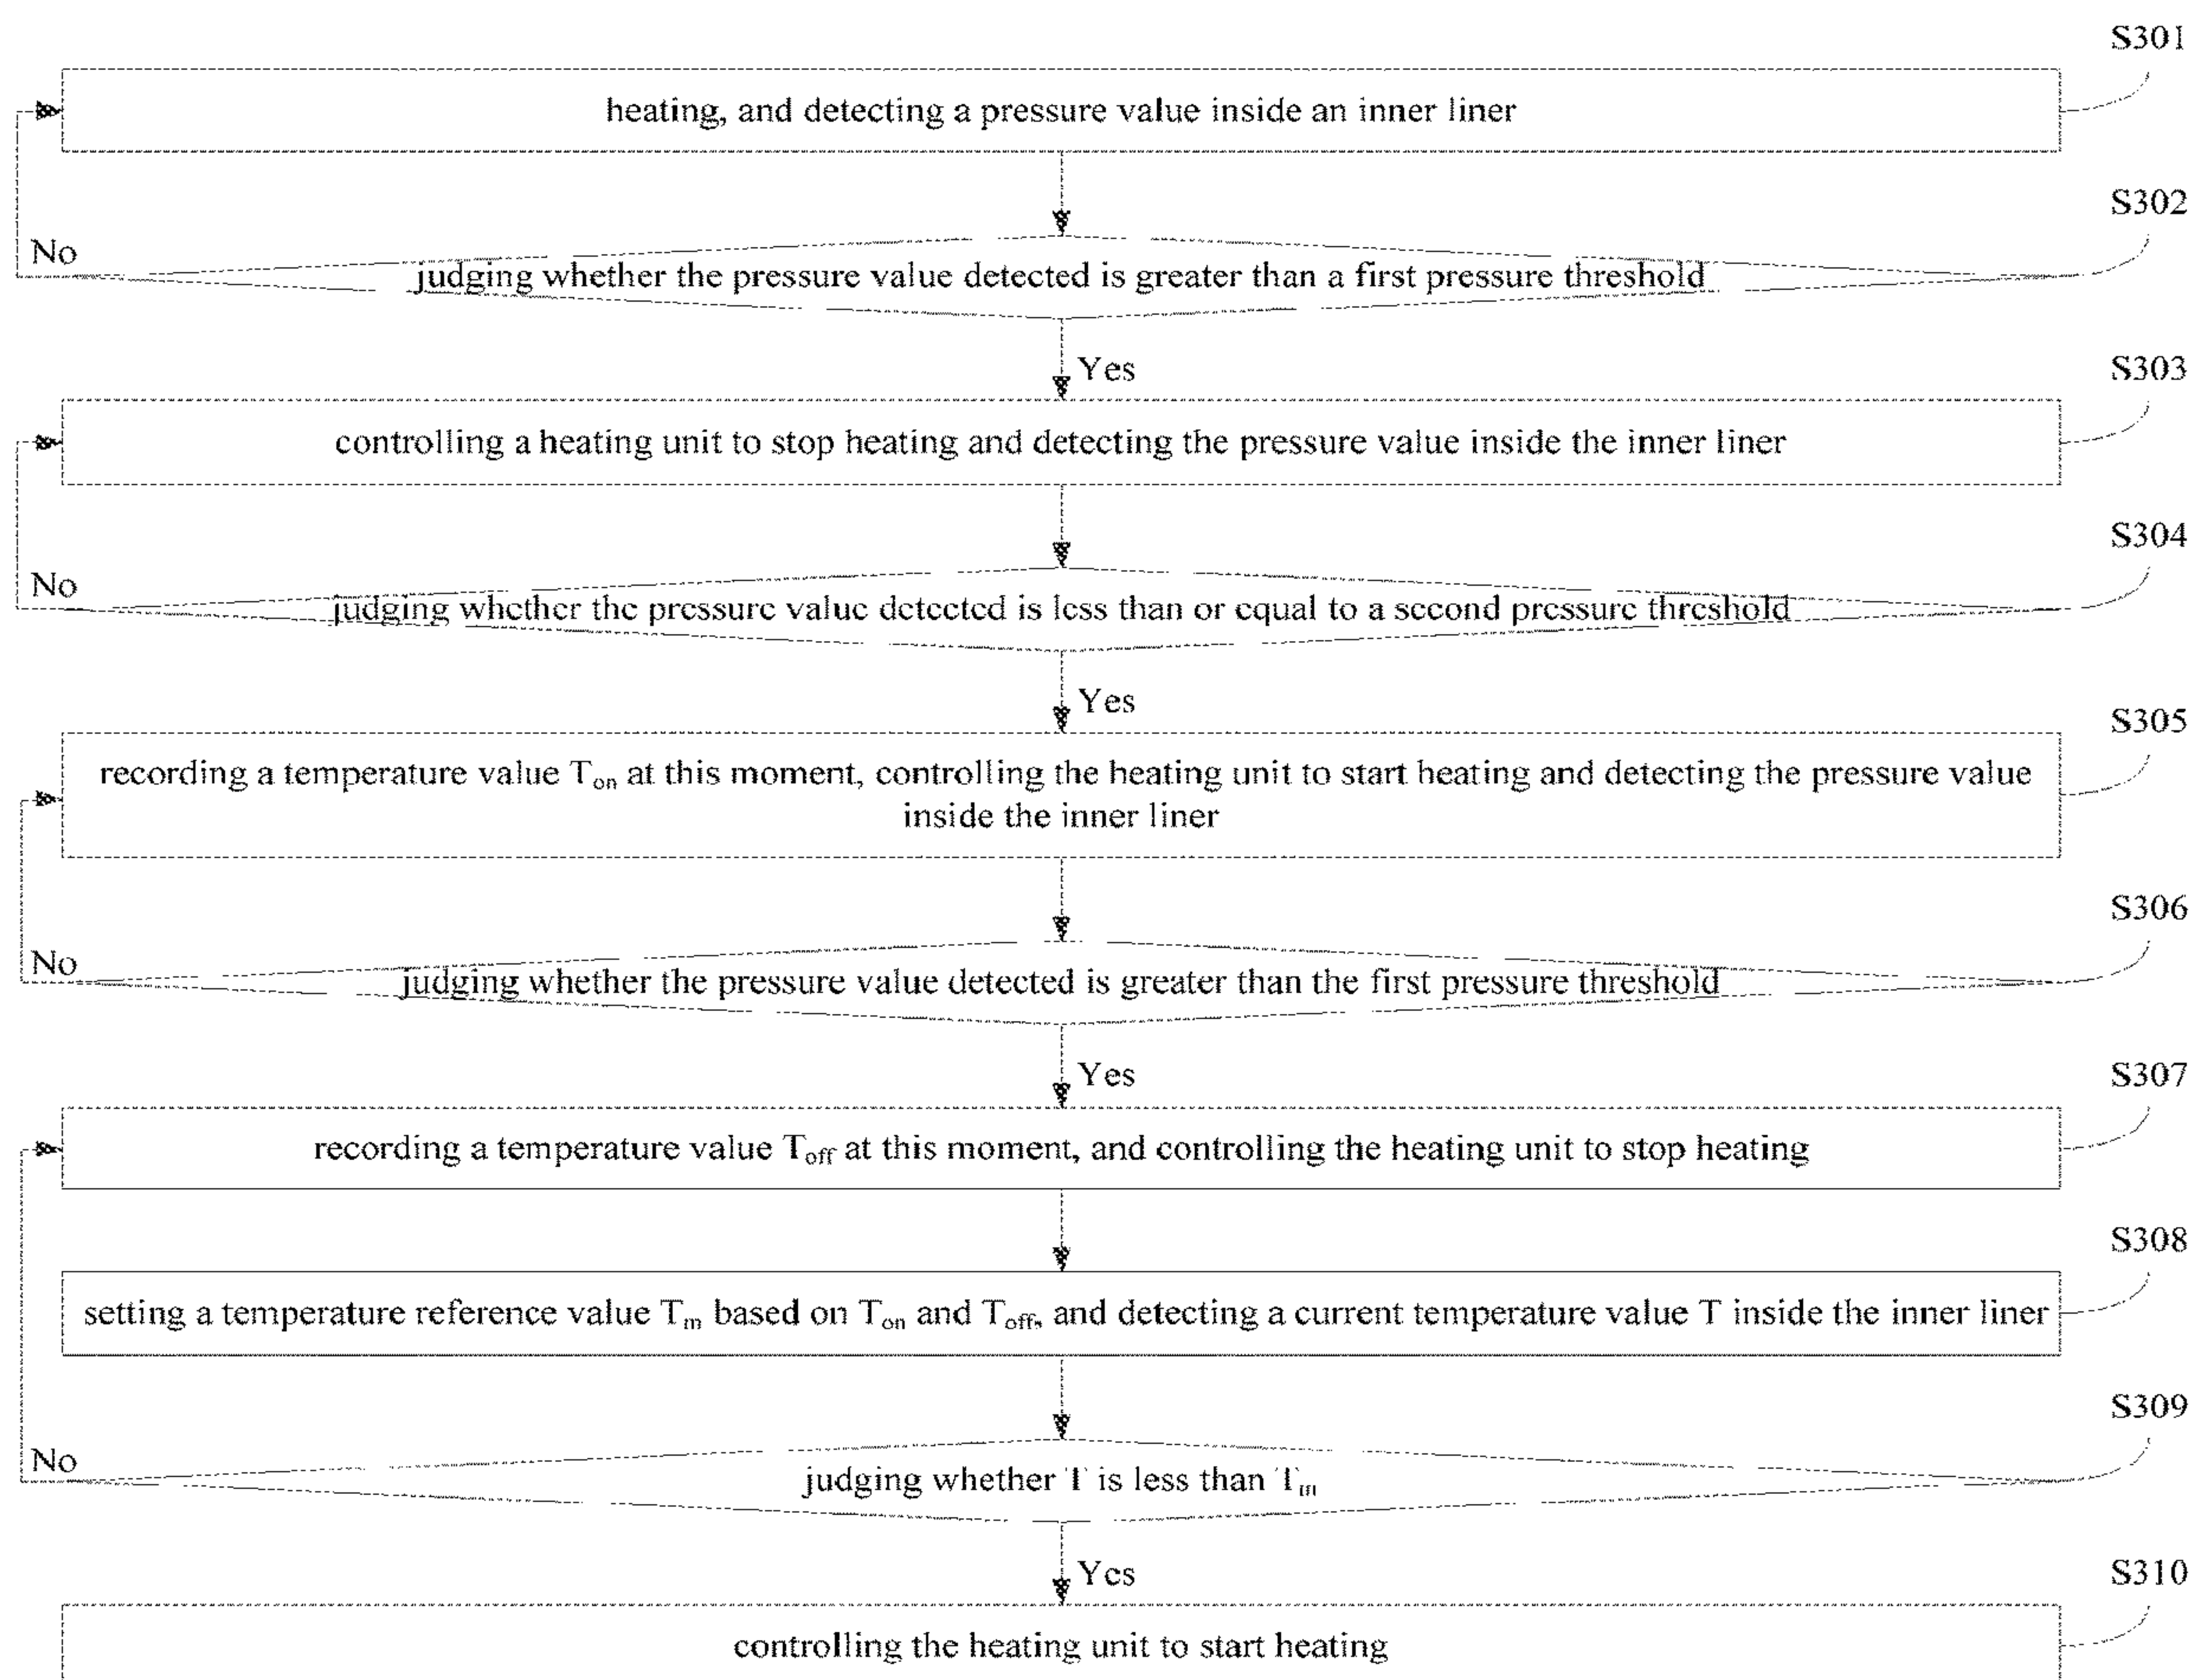 S301
heating, and detecting a pressure value inside an inner liner
S302
No
judging whether the pressure value detected is greater than a first pressure threshold
Yes
S303
controlling a heating unit to stop heating and detecting the pressure value inside the inner liner
S304
No
judging whether the pressure value detected is less than or equal to a second pressure threshold
Yes
S305
recording a temperature value Ton at this moment, controlling the heating unit to start heating and detecting the pressure value
inside the inner liner
S306
No
judging whether the pressure value detected is greater than the first pressure threshold
Yes
S307
recording a temperature value Toff at this moment, and controlling the heating unit to stop heating
S308
setting a temperature reference value Tm based on Ton and Toff, and detecting a current temperature value T inside the inner liner
S309
No
judging whether T is less than Tm
Yes
S310
controlling the heating unit to start heating